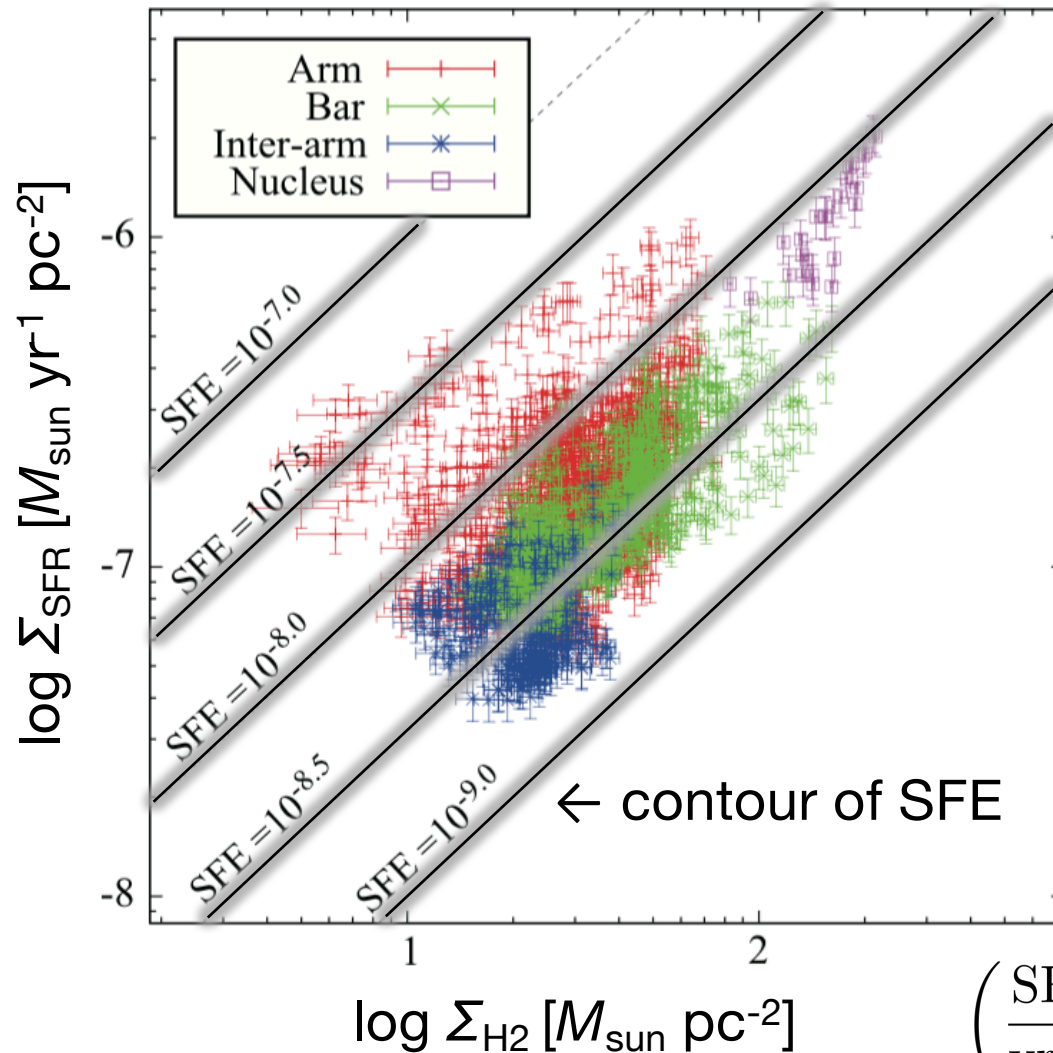 Arm
Bar
Inter-arm
Nucleus
log Σ_SFR [M_sun yr^-1 pc^-2]
-6
-7
-8
SFE =10^-7.0
SFE =10^-7.5
SFE =10^-8.0
SFE =10^-8.5
SFE =10^-9.0
← contour of SFE
1
2
log Σ_H2 [M_sun pc^-2]